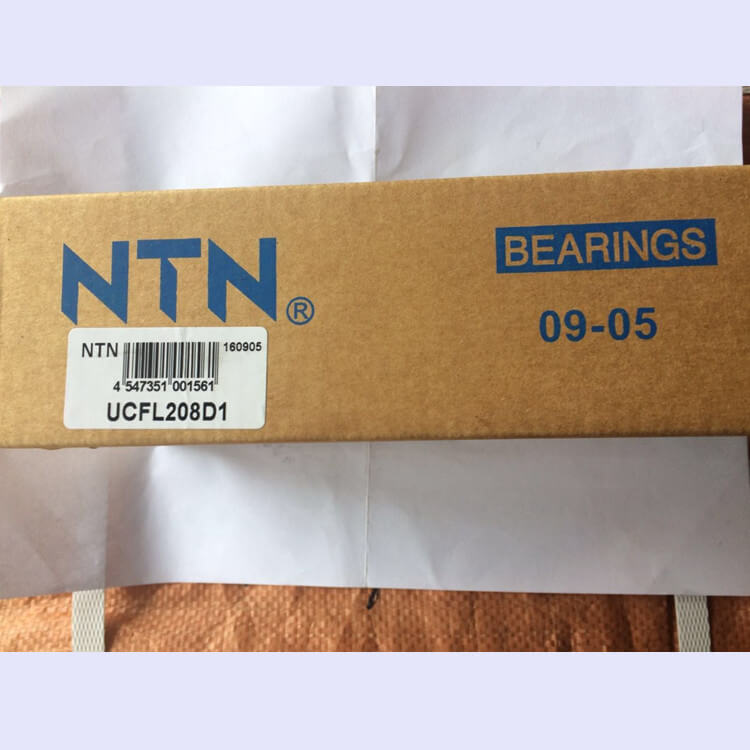 NTN®
BEARINGS
09-05
NTN 160905
4 547351 001561
UCFL208D1